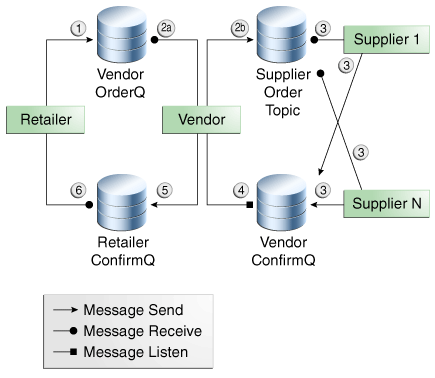 1
2a
2b
3
Supplier 1
3
Vendor
OrderQ
Supplier
Order
Topic
Retailer
Vendor
3
6
5
4
3
Supplier N
Retailer
ConfirmQ
Vendor
ConfirmQ
Message Send
Message Receive
Message Listen